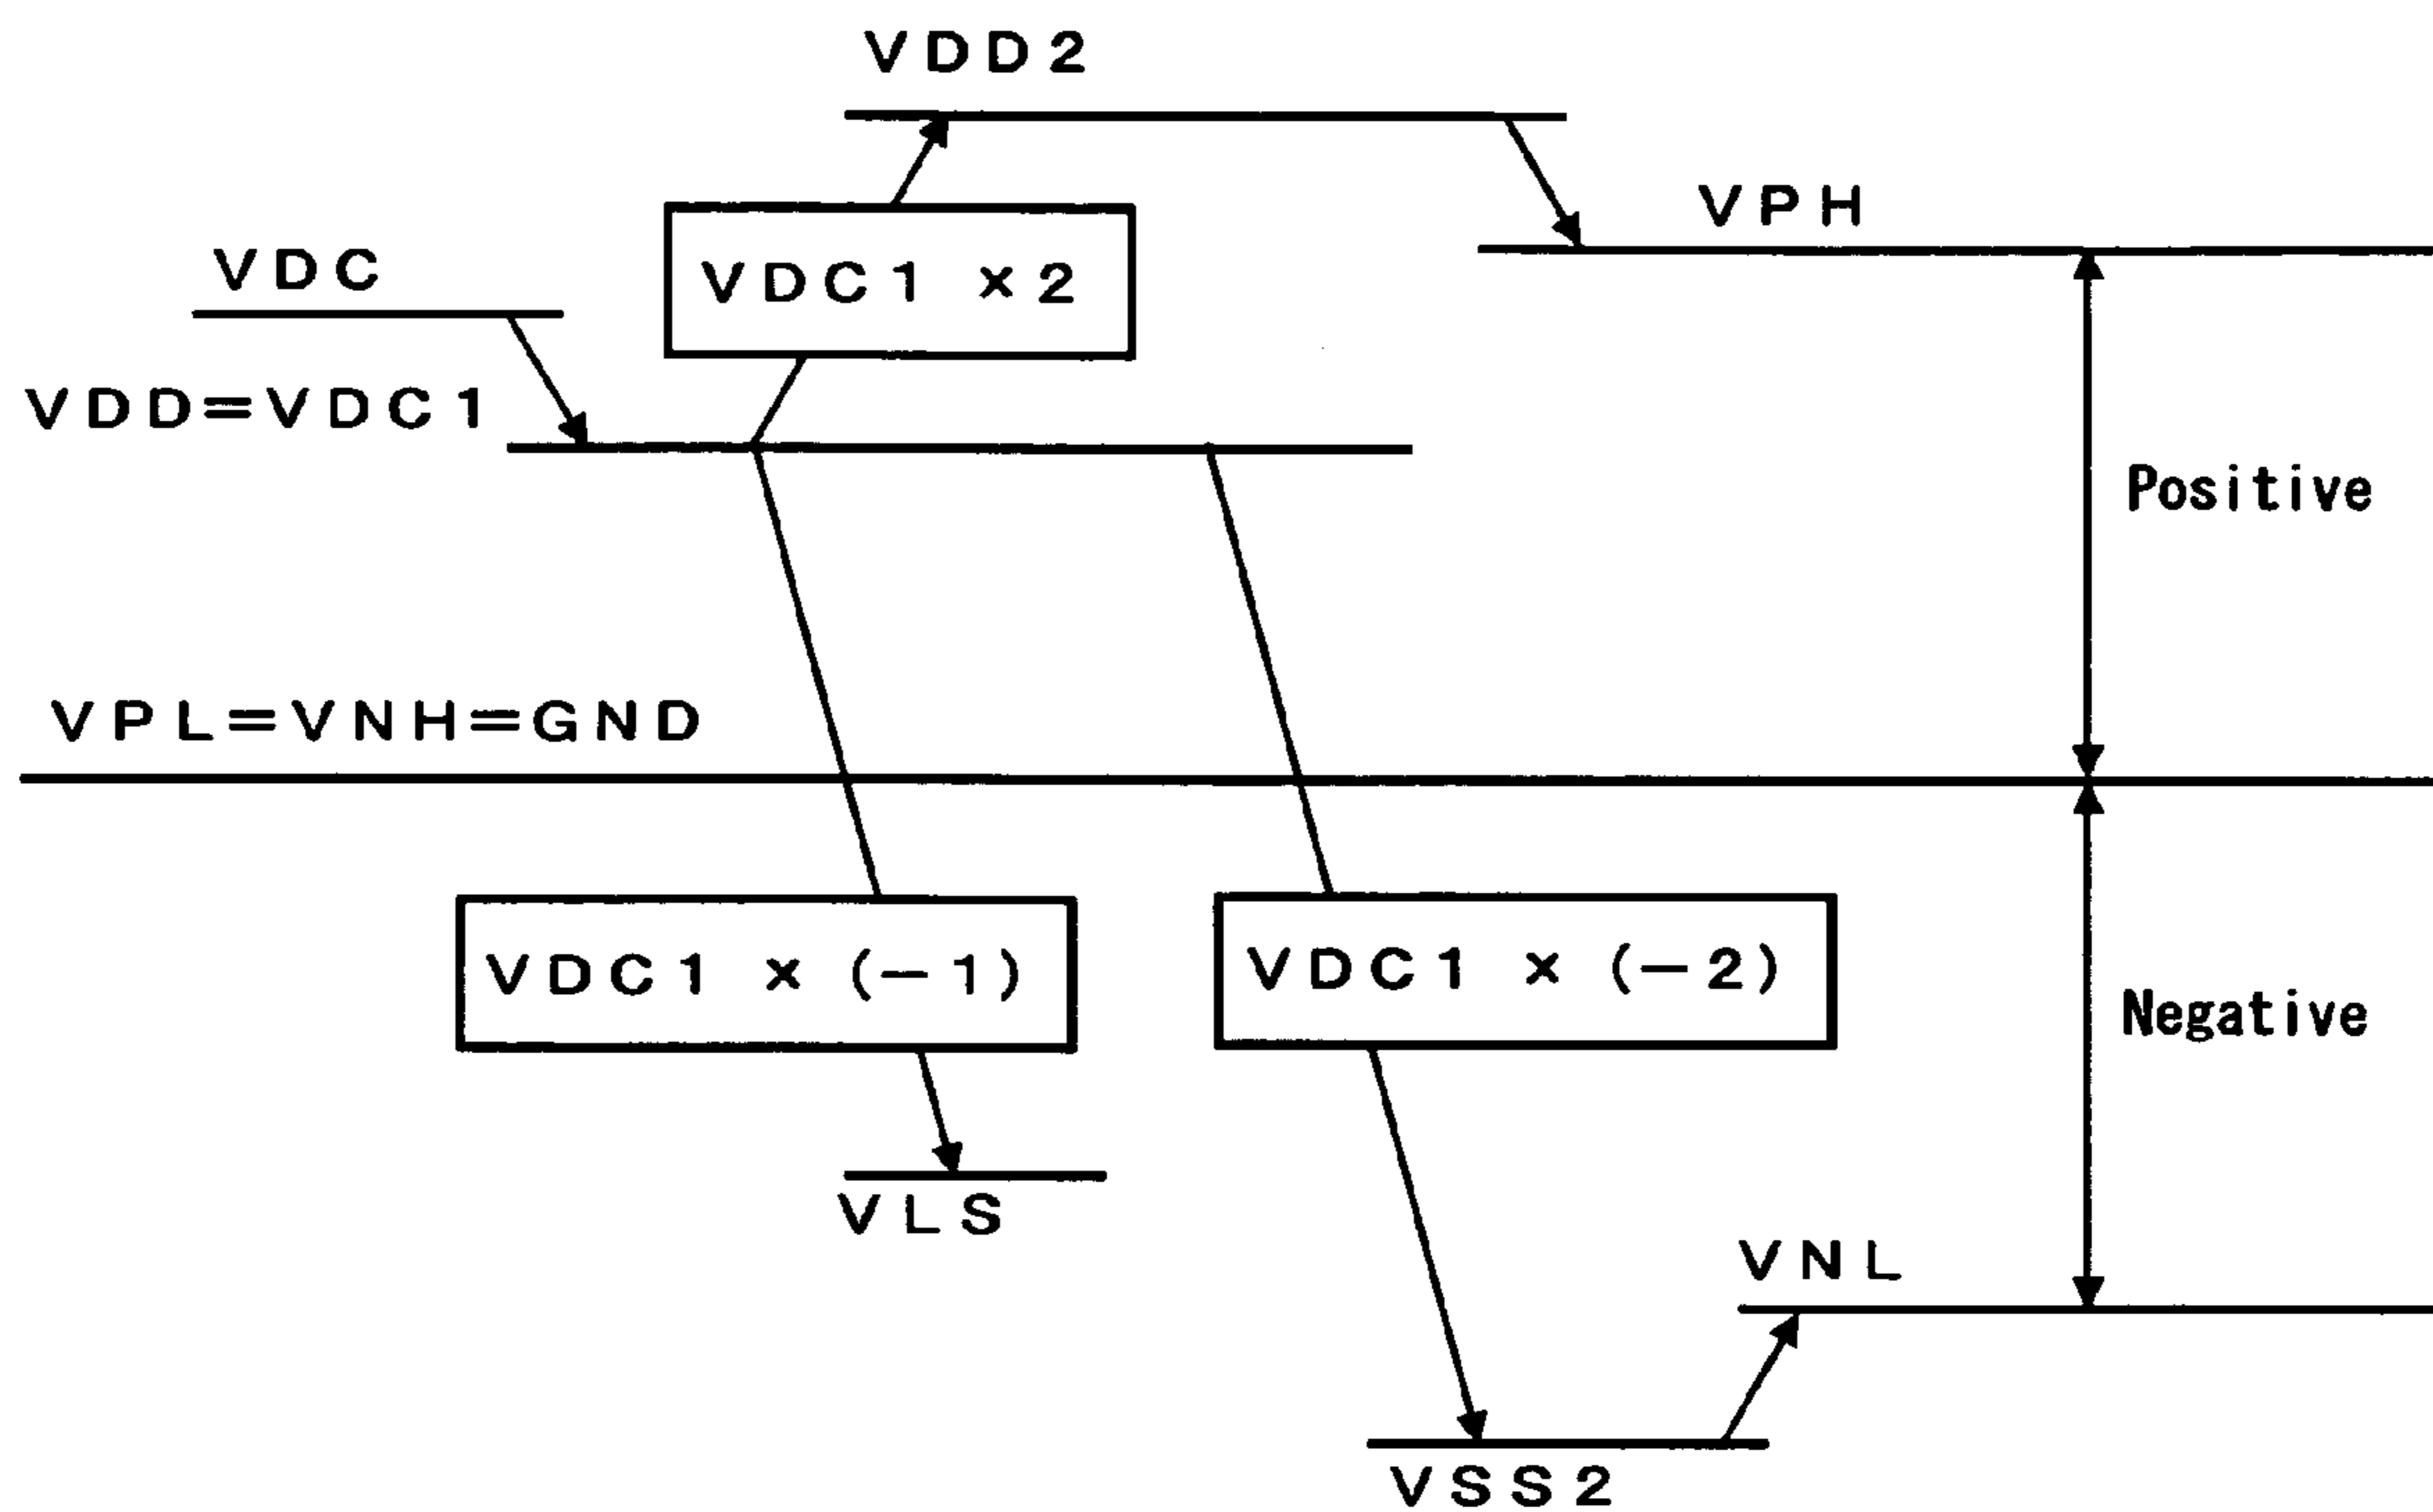 VDD2
VPH
VDC
VDC1 ×2
VDD=VDC1
Positive
VPL=VNH=GND
VDC1 × (-1)
VDC1 × (-2)
Negative
VLS
VNL
VSS2